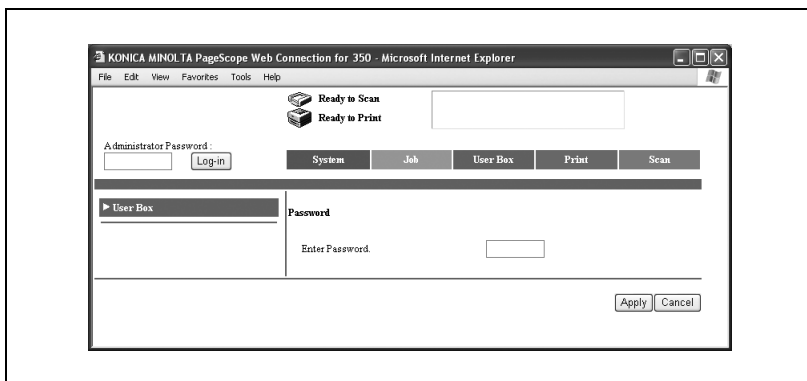 KONICA MINOLTA PageScope Web Connection for 350 - Microsoft Internet Explorer
File Edit View Favorites Tools Help
Ready to Scan
Ready to Print
Administrator Password :
Log-in
System Job User Box Print Scan
User Box
Password
Enter Password.
Apply Cancel